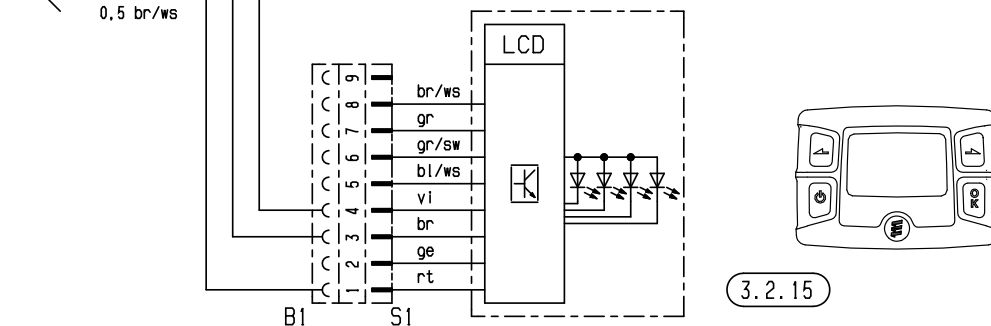 0,5 br/ws
LCD
9
8 br/ws
7 gr
6 gr/sw
5 bl/ws
4 vi
3 br
2 ge
1 rt
B1 S1
OK
3.2.15